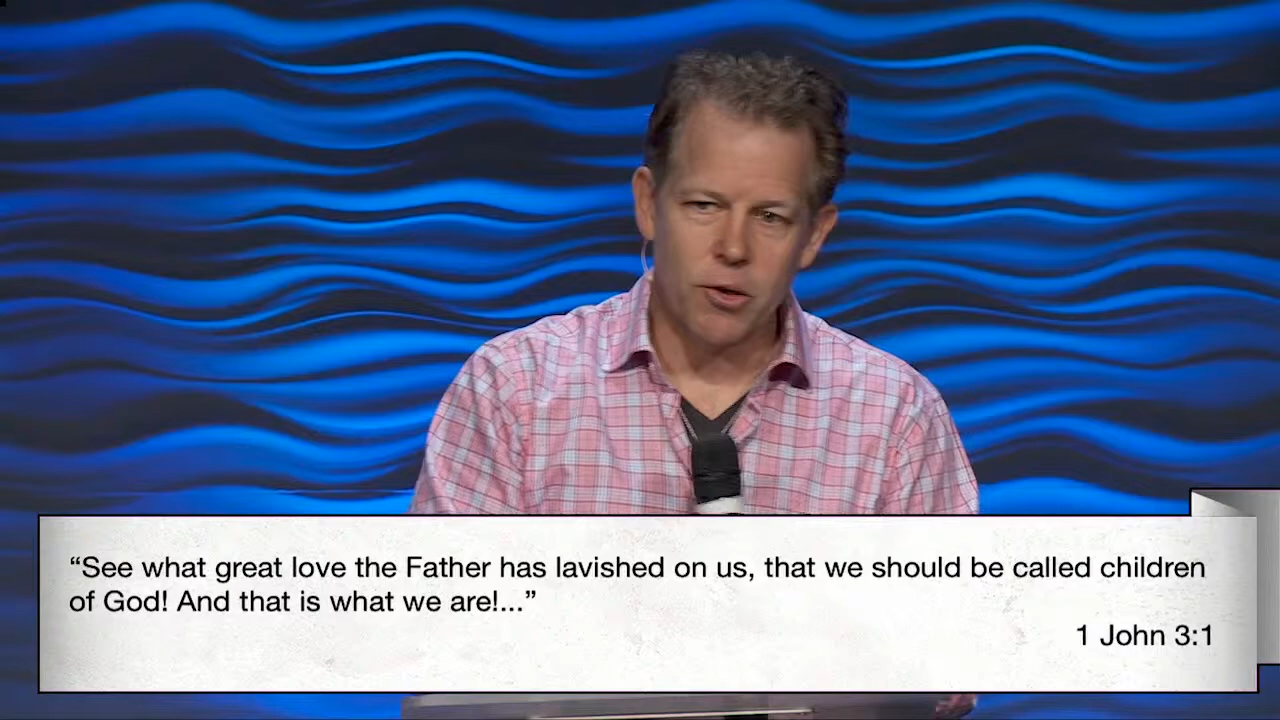 “See what great love the Father has lavished on us, that we should be called children
of God! And that is what we are!...”
1 John 3:1